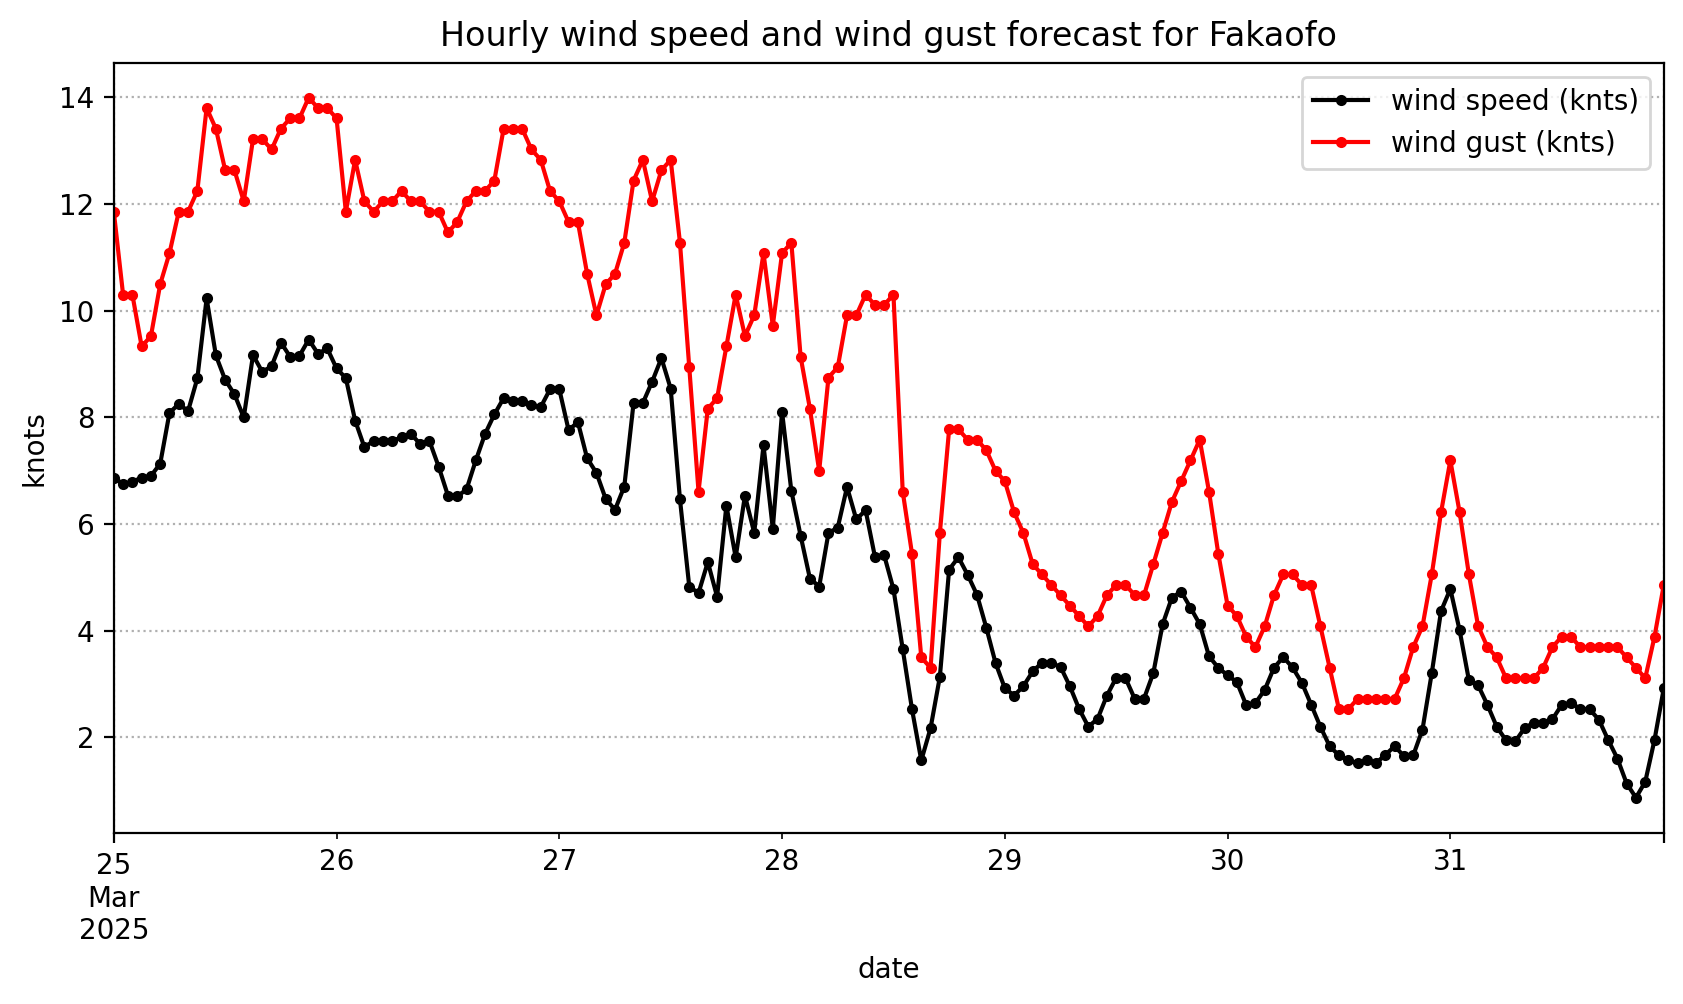 Hourly wind speed and wind gust forecast for Fakaofo
wind speed (knts)
wind gust (knts)
14
12
10
8
6
4
2
knots
25
Mar
2025
26
27
28
29
30
31
date